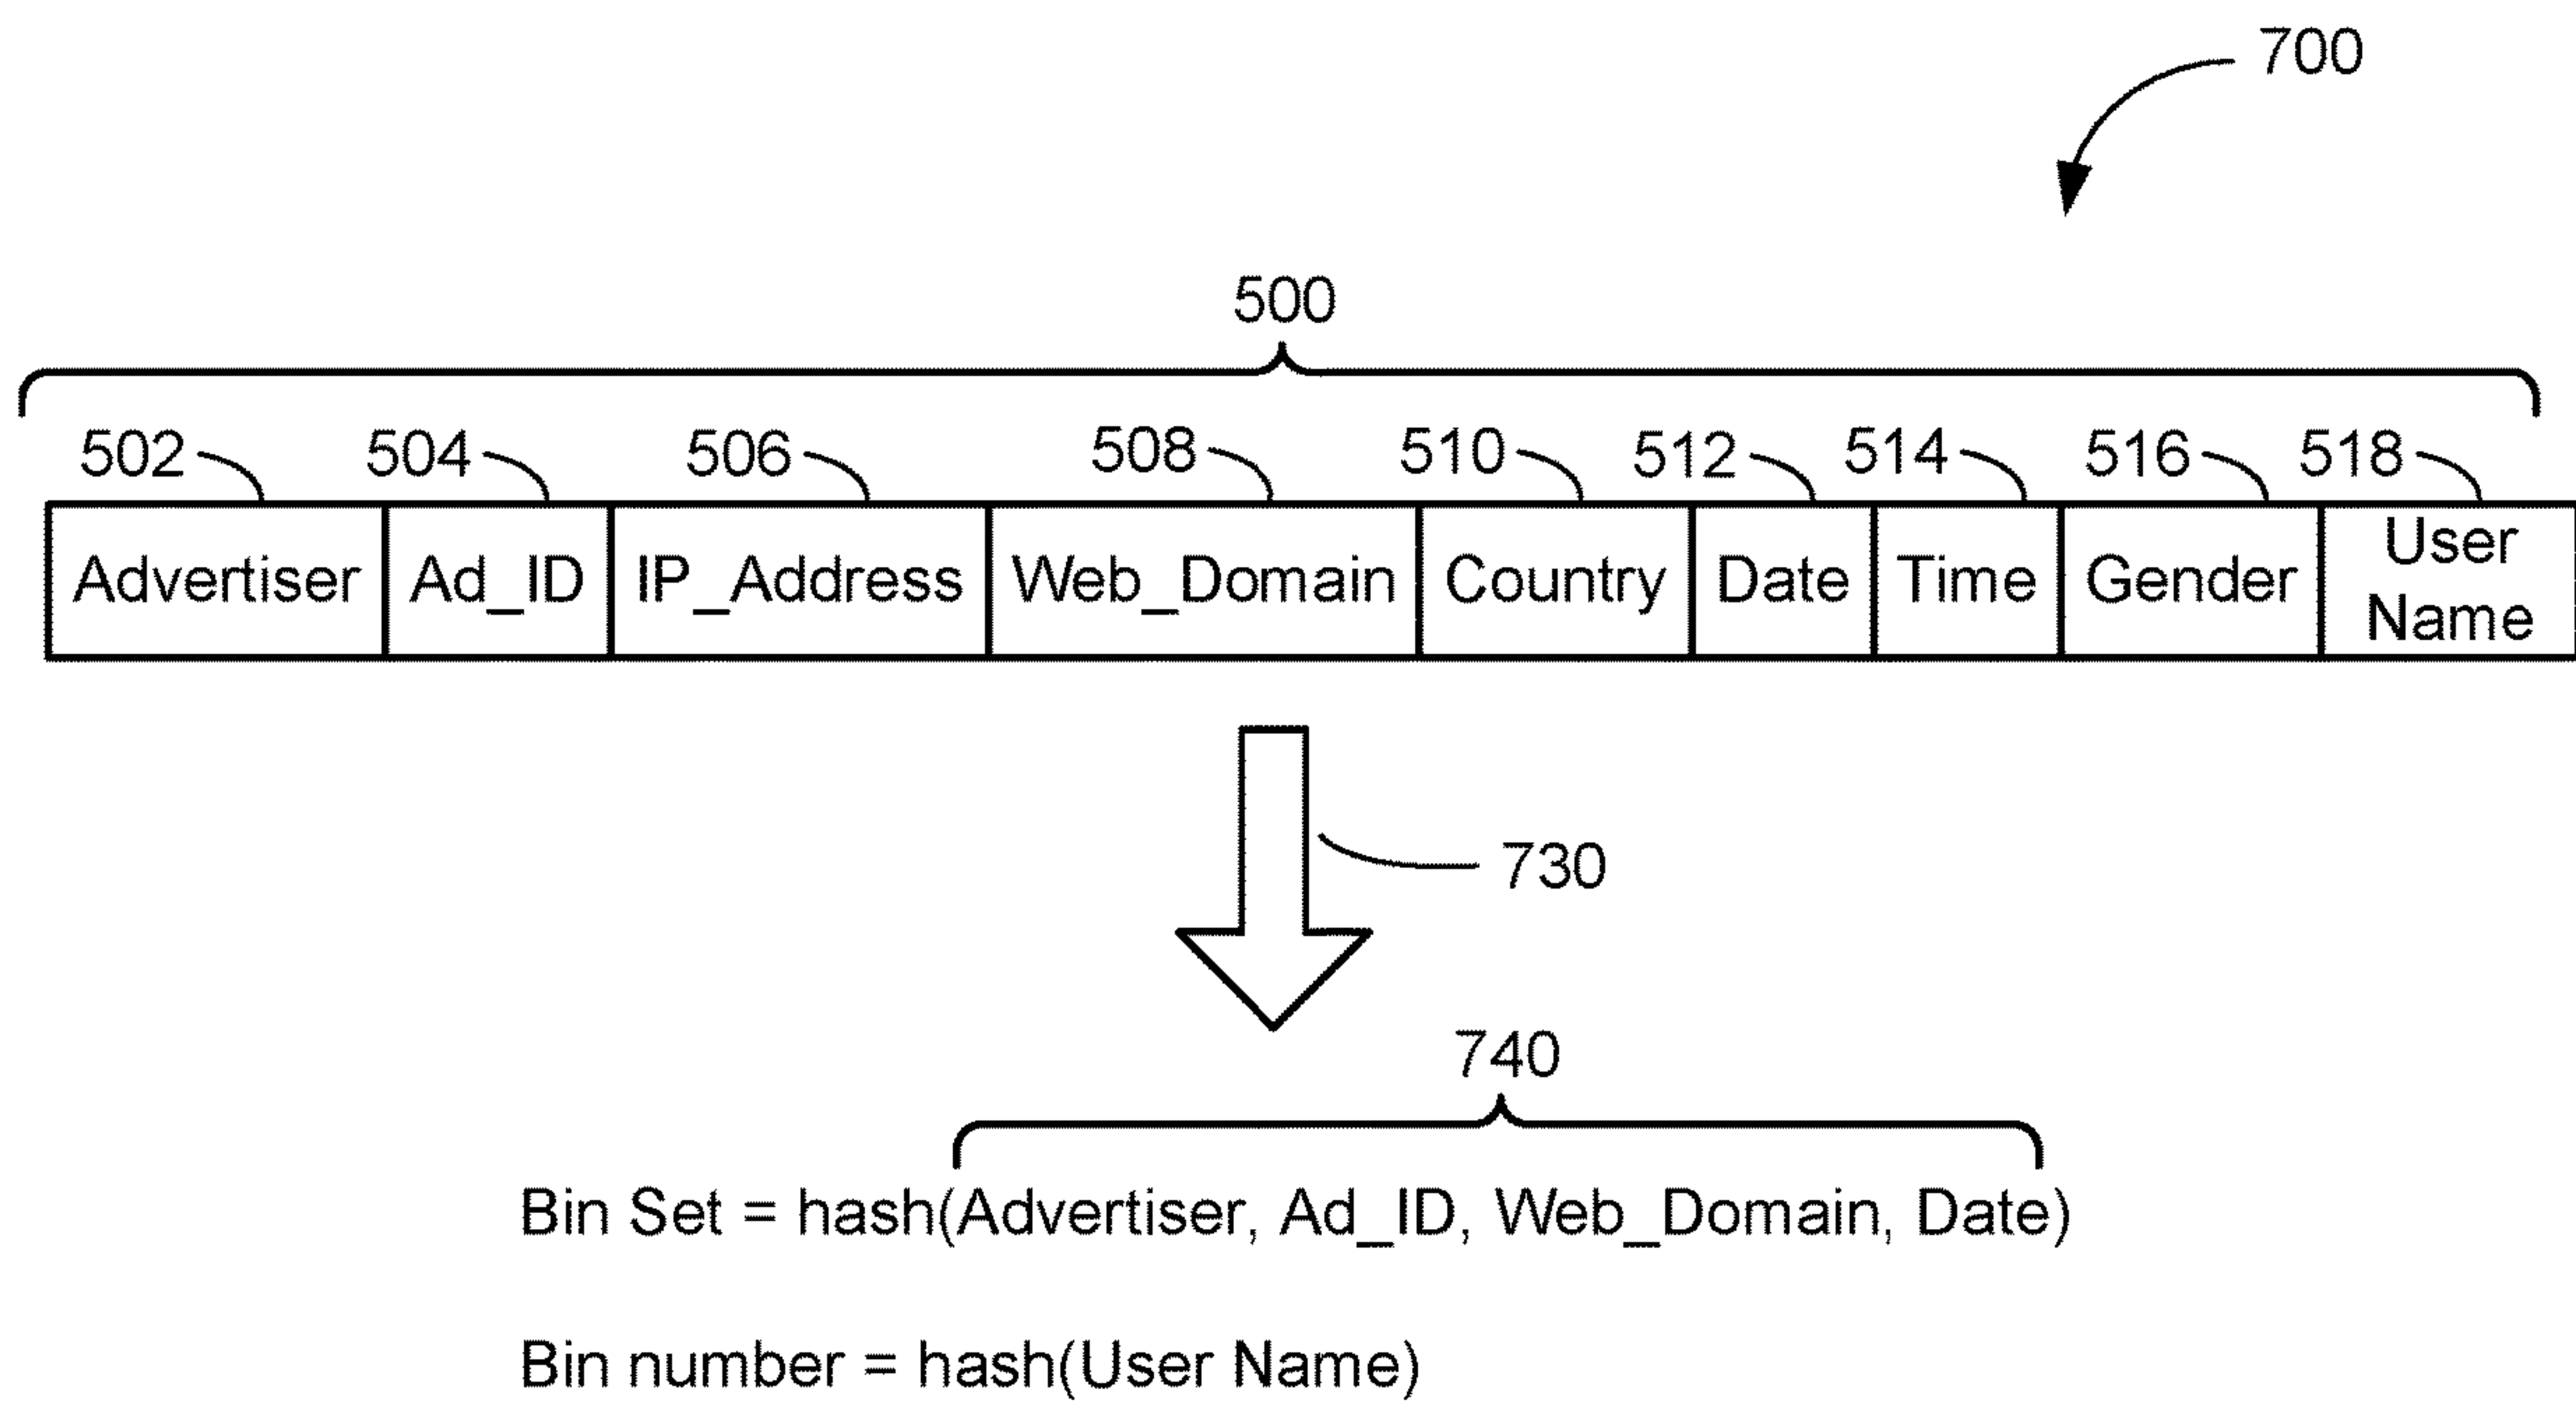 700
500
502 504 506 508 510 512 514 516 518
Advertiser Ad_ID IP_Address Web_Domain Country Date Time Gender User Name
730
740
Bin Set = hash(Advertiser, Ad_ID, Web_Domain, Date)
Bin number = hash(User Name)